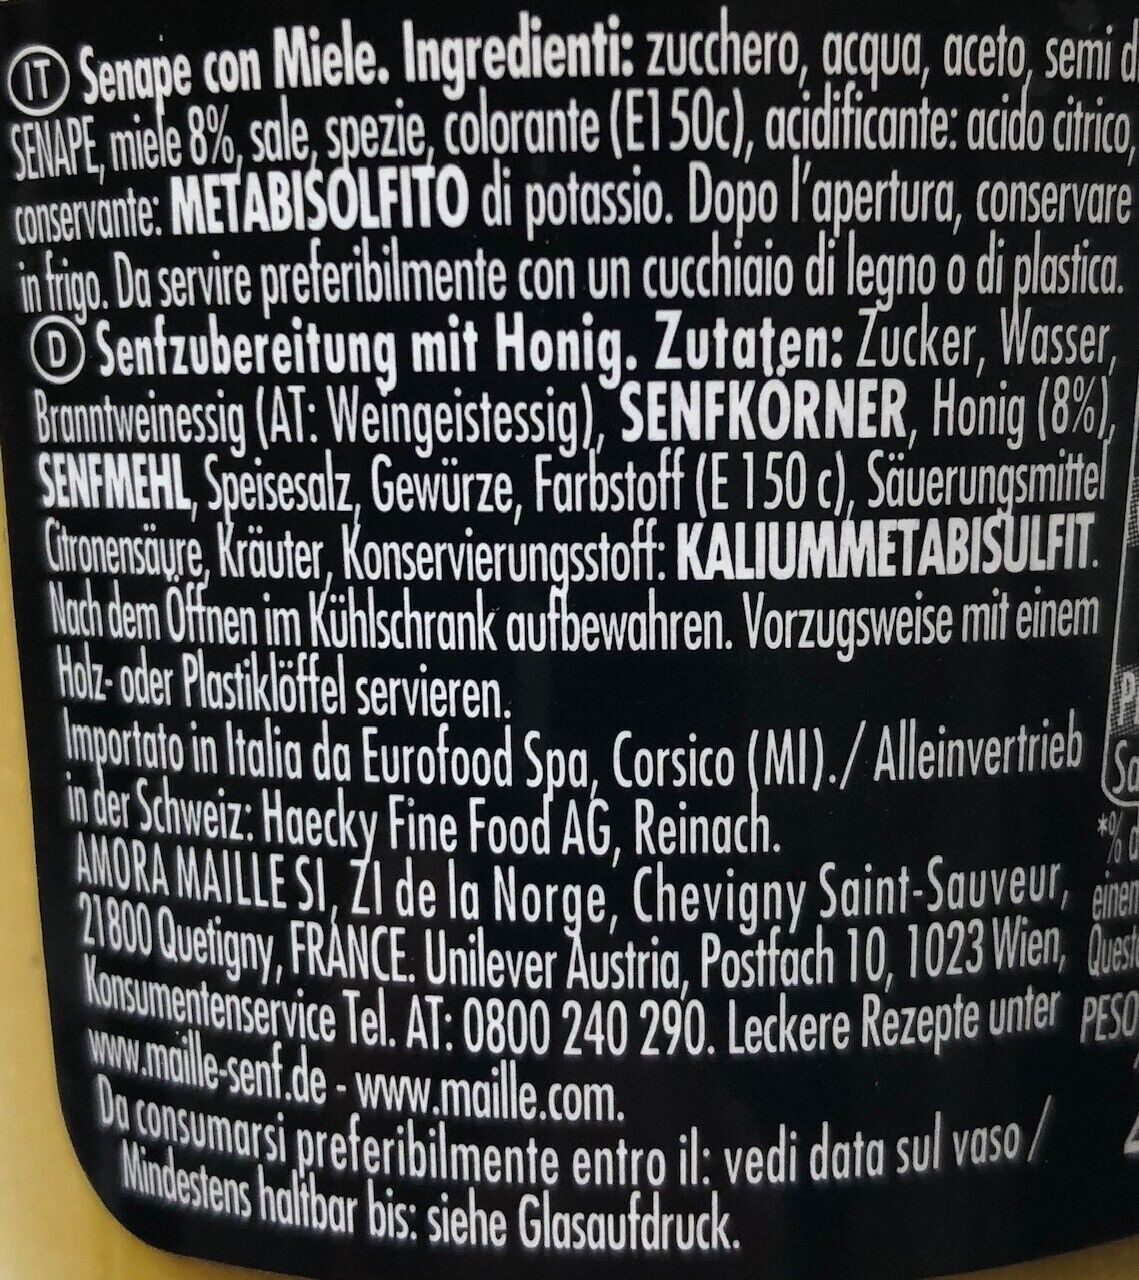 IT Senape con Miele. Ingredienti: zucchero, acqua, aceto, semi d
SENAPE, miele 8%, sale, spezie, colorante (E150c), acidificante: acido citrico,
conservante: METABISOLFITO di potassio. Dopo l'apertura, conservare
in frigo. Da servire preferibilmente con un cucchiaio di legno o di plastica.
D Senfzubereitung mit Honig. Zutaten: Zucker, Wasser,
Branntweinessig (AT: Weingeistessig), SENFKÖRNER, Honig (8%),
SENFMEHL, Speisesalz, Gewürze, Farbstoff (E 150 c), Säuerungsmittel
Citronensäure, Kräuter, Konservierungsstoff: KALIUMMETABISULFIT.
Nach dem Öffnen im Kühlschrank aufbewahren. Vorzugsweise mit einem
Holz- oder Plastiklöffel servieren.
Importato in Italia da Eurofood Spa, Corsico (MI). / Alleinvertrieb
in der Schweiz: Haecky Fine Food AG, Reinach.
AMORA MAILLE SI, ZI de la Norge, Chevigny Saint-Sauveur,
21800 Quetigny, FRANCE. Unilever Austria, Postfach 10, 1023 Wien,
Konsumentenservice Tel. AT: 0800 240 290. Leckere Rezepte unter
www.maille-senf.de - www.maille.com.
Da consumarsi preferibilmente entro il: vedi data sul vaso /
Mindestens haltbar bis: siehe Glasaufdruck.
einer
PESO